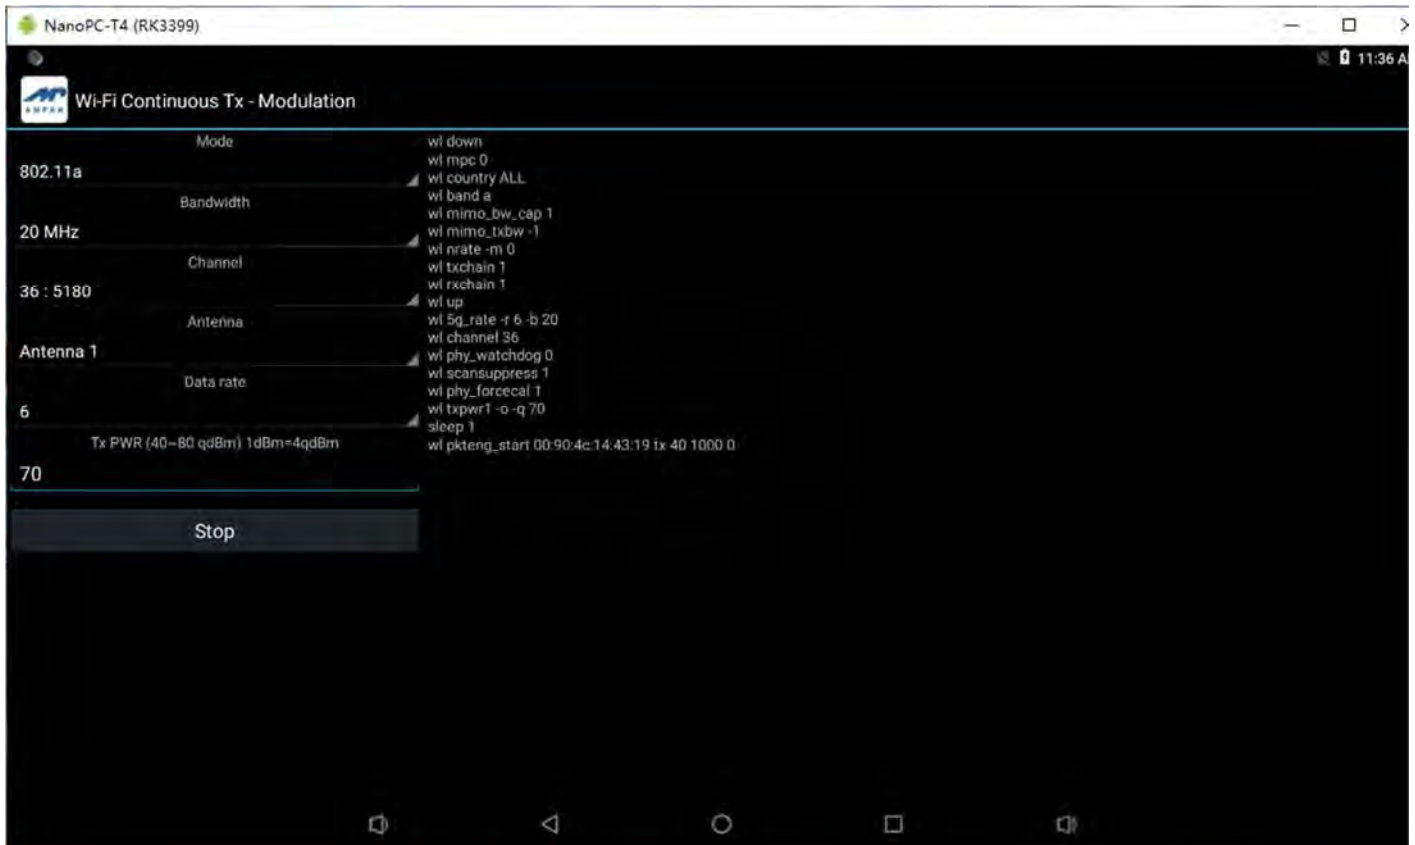 NanoPC-T4 (RK3399)
11:36 A
AMPAK
Wi-Fi Continuous Tx - Modulation
Mode
802.11a
Bandwidth
20 MHz
Channel
36 : 5180
Antenna
Antenna 1
Data rate
6
Tx PWR (40~80 qdBm) 1dBm=4qdBm
70
Stop
wl down
wl mpc 0
wl country ALL
wl band a
wl mimo_bw_cap 1
wl mimo_txbw -1
wl nrate -m 0
wl txchain 1
wl rxchain 1
wl up
wl 5g_rate -r 6 -b 20
wl channel 36
wl phy_watchdog 0
wl scansuppress 1
wl phy_forcecal 1
wl txpwr1 -o -q 70
sleep 1
wl pkteng_start 00:90:4c:14:43:19 tx 40 1000 0